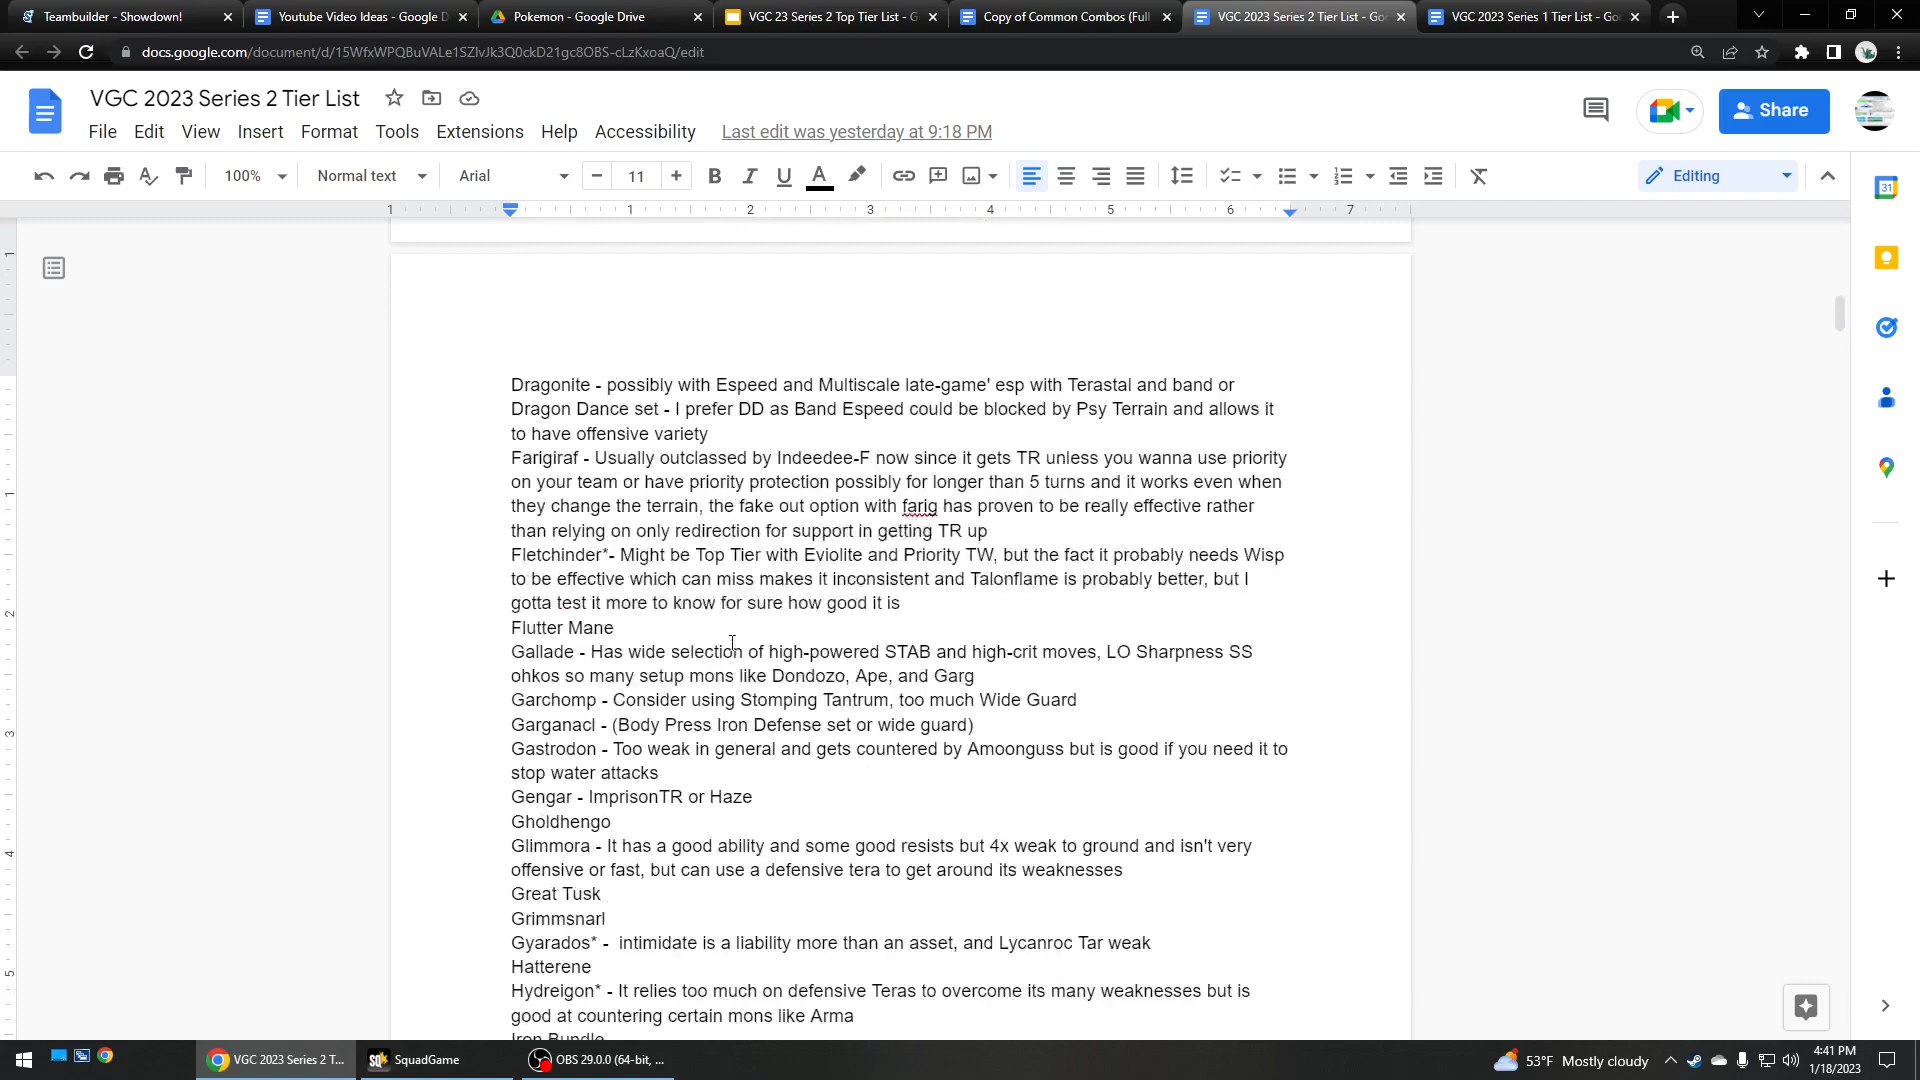 Teambuilder - Showdown!
Youtube Video Ideas - Google D
Pokemon - Google Drive
VGC 23 Series 2 Top Tier List - G
Copy of Common Combos (Full
VGC 2023 Series 2 Tier List - Goo
VGC 2023 Series 1 Tier List - Goo
docs.google.com/document/d/15WfxWPQBuVALe1SZIvJk3Q0ckD21gc8OBS-cLzKxoaQ/edit
VGC 2023 Series 2 Tier List
Share
File Edit View Insert Format Tools Extensions Help Accessibility Last edit was yesterday at 9:18 PM
100% Normal text Arial 11 Editing
1 1 2 3 4 5 6 7
Dragonite - possibly with Espeed and Multiscale late-game' esp with Terastal and band or
Dragon Dance set - I prefer DD as Band Espeed could be blocked by Psy Terrain and allows it
to have offensive variety
Farigiraf - Usually outclassed by Indeedee-F now since it gets TR unless you wanna use priority
on your team or have priority protection possibly for longer than 5 turns and it works even when
they change the terrain, the fake out option with farig has proven to be really effective rather
than relying on only redirection for support in getting TR up
Fletchinder*- Might be Top Tier with Eviolite and Priority TW, but the fact it probably needs Wisp
to be effective which can miss makes it inconsistent and Talonflame is probably better, but I
gotta test it more to know for sure how good it is
Flutter Mane
Gallade - Has wide selection of high-powered STAB and high-crit moves, LO Sharpness SS
ohkos so many setup mons like Dondozo, Ape, and Garg
Garchomp - Consider using Stomping Tantrum, too much Wide Guard
Garganacl - (Body Press Iron Defense set or wide guard)
Gastrodon - Too weak in general and gets countered by Amoonguss but is good if you need it to
stop water attacks
Gengar - ImprisonTR or Haze
Gholdhengo
Glimmora - It has a good ability and some good resists but 4x weak to ground and isn't very
offensive or fast, but can use a defensive tera to get around its weaknesses
Great Tusk
Grimmsnarl
Gyarados* -  intimidate is a liability more than an asset, and Lycanroc Tar weak
Hatterene
Hydreigon* - It relies too much on defensive Teras to overcome its many weaknesses but is
good at countering certain mons like Arma
Iron Bundle
VGC 2023 Series 2 T...
SquadGame
OBS 29.0.0 (64-bit, ...
53°F Mostly cloudy
4:41 PM
1/18/2023